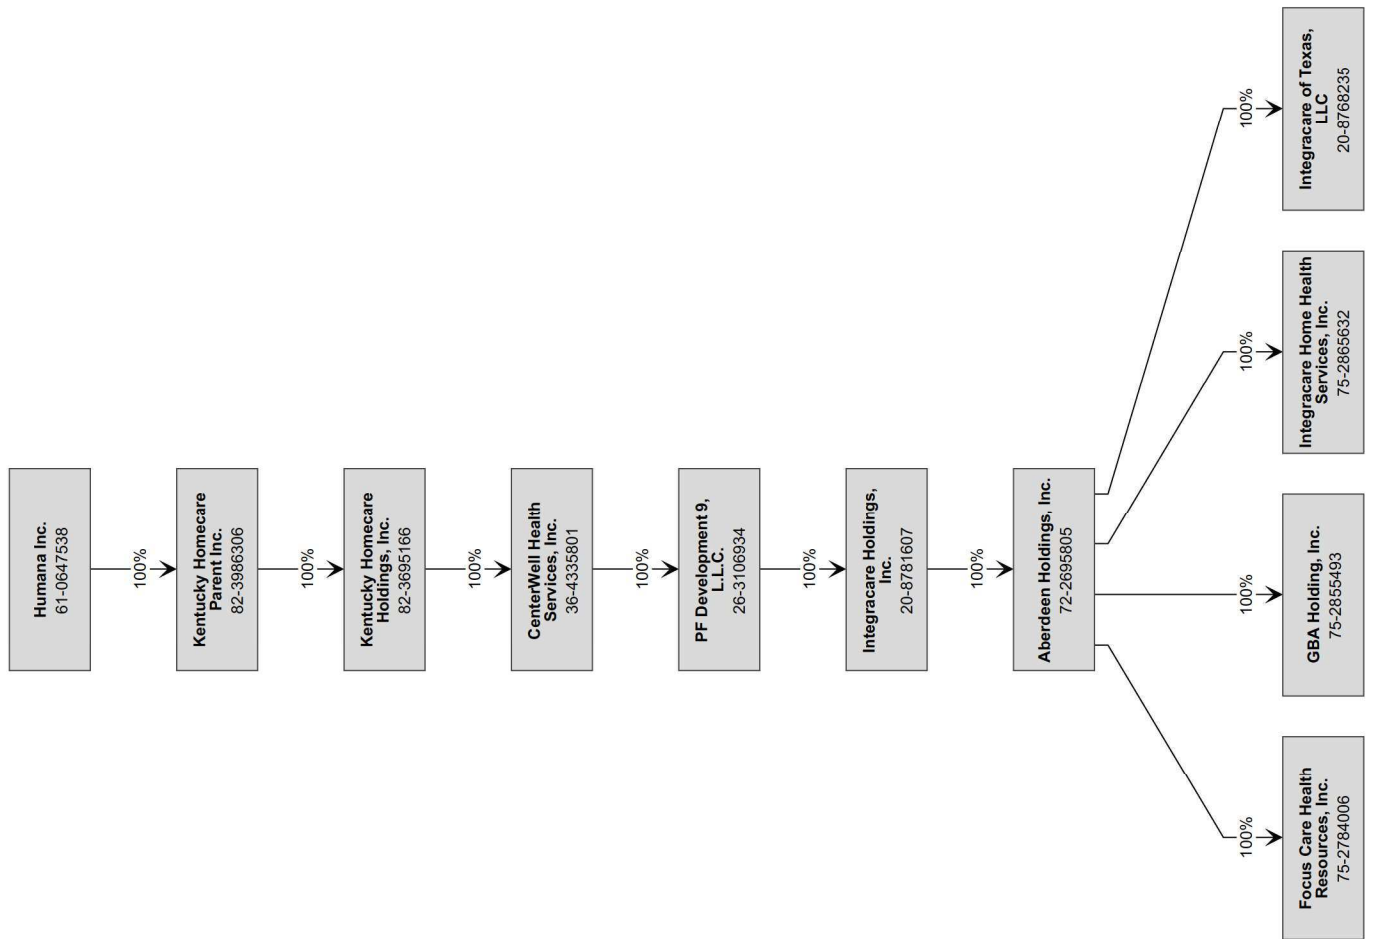 Humana Inc.
61-0647538
100%
Kentucky Homecare
Parent Inc.
82-3986306
100%
Kentucky Homecare
Holdings, Inc.
82-3695166
100%
CenterWell Health
Services, Inc.
36-4335801
100%
PF Development 9,
L.L.C.
26-3106934
100%
Integracare Holdings,
Inc.
20-8781607
100%
Aberdeen Holdings, Inc.
72-2695805
100%
100%
100%
100%
Focus Care Health
Resources, Inc.
75-2784006
GBA Holding, Inc.
75-2855493
Integracare Home Health
Services, Inc.
75-2865632
Integracare of Texas,
LLC
20-8768235